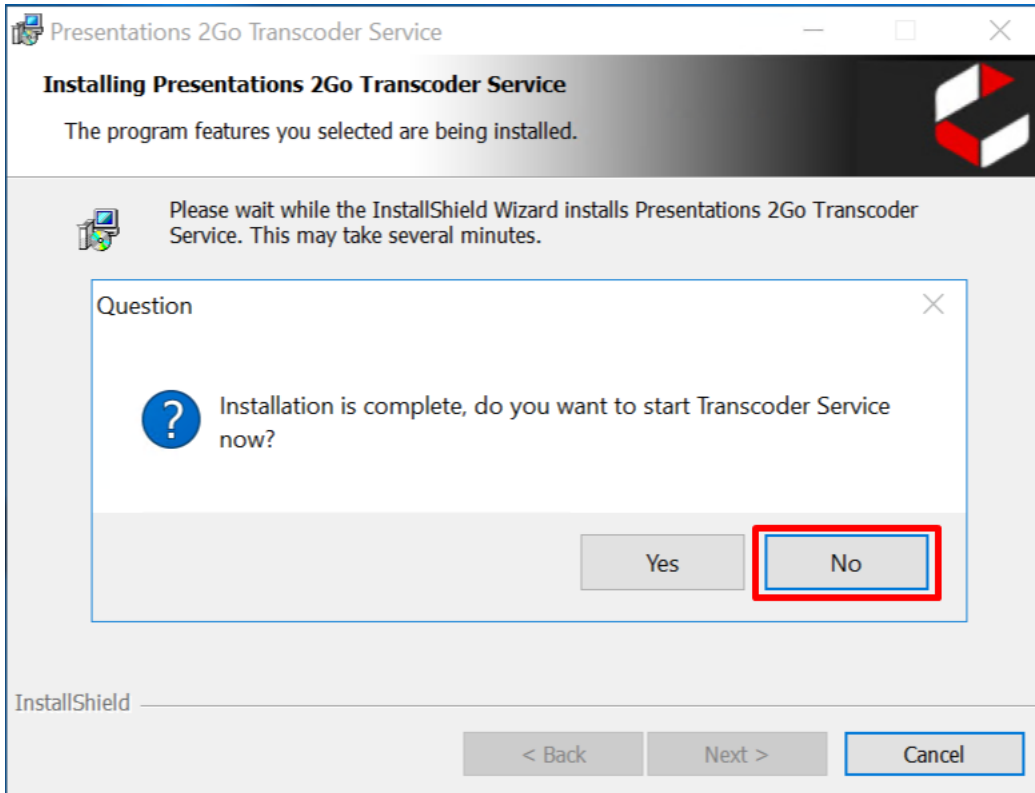 Presentations 2Go Transcoder Service
Installing Presentations 2Go Transcoder Service
The program features you selected are being installed.
Please wait while the InstallShield Wizard installs Presentations 2Go Transcoder
Service. This may take several minutes.
Question
Installation is complete, do you want to start Transcoder Service
now?
Yes
No
InstallShield
< Back
Next >
Cancel